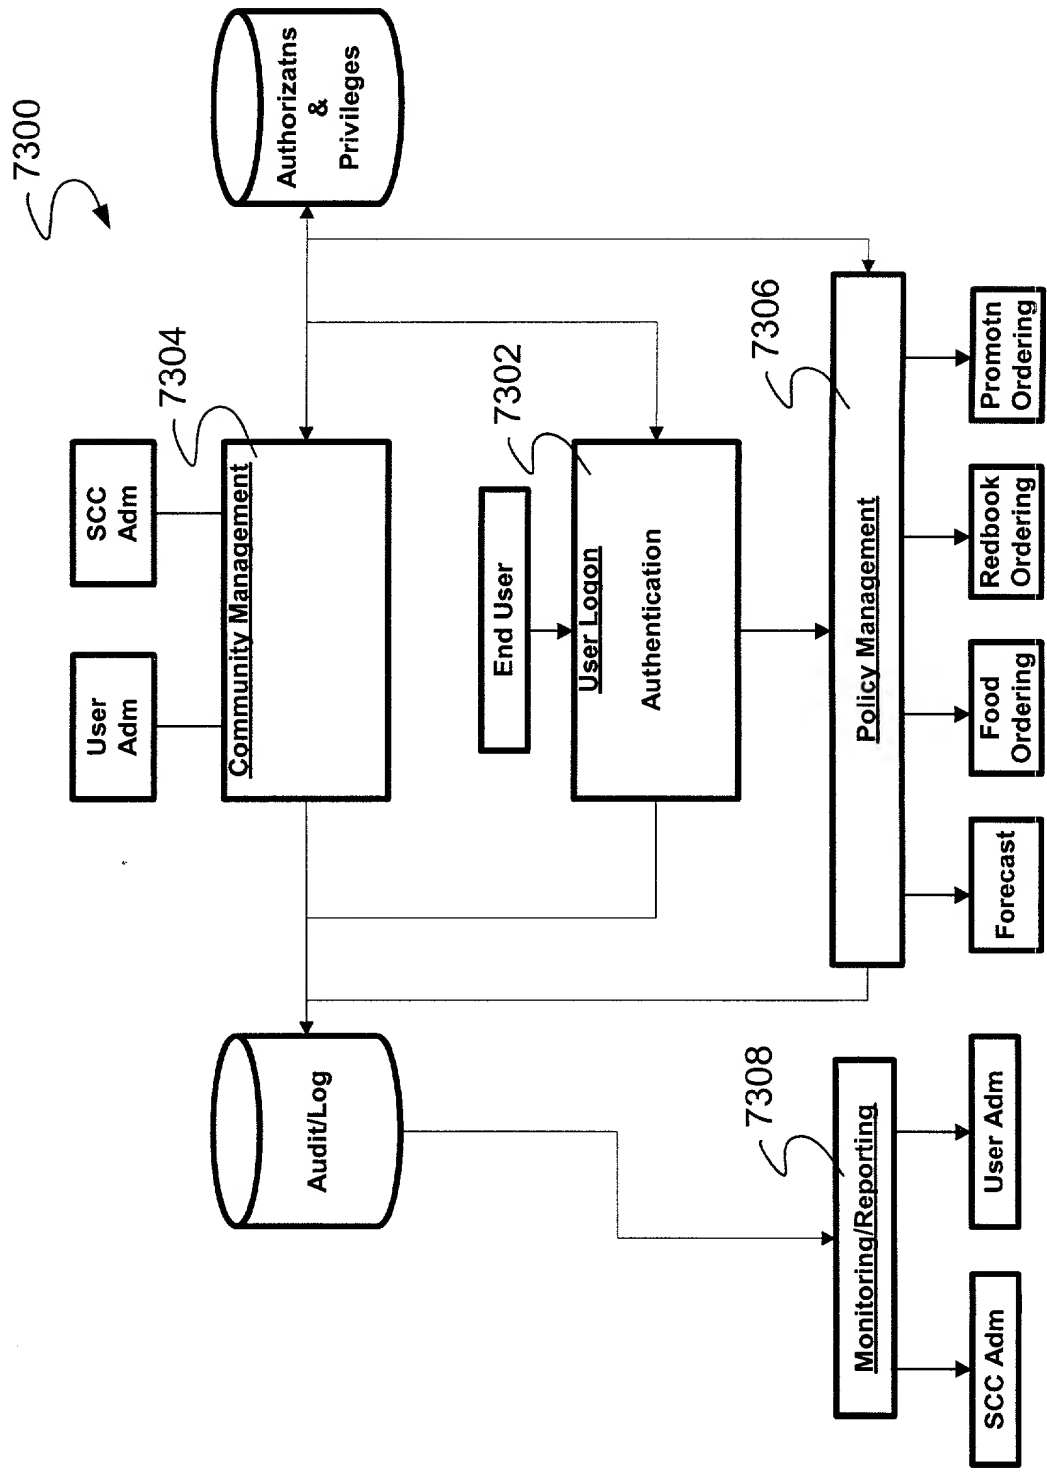 7300
User
Adm
SCC
Adm
7304
Audit/Log
Community Management
Authorizatns
&
Privileges
End User
7302
User Logon
Authentication
7308
7306
Monitoring/Reporting
Policy Management
SCC Adm
User Adm
Forecast
Food
Ordering
Redbook
Ordering
Promotn
Ordering